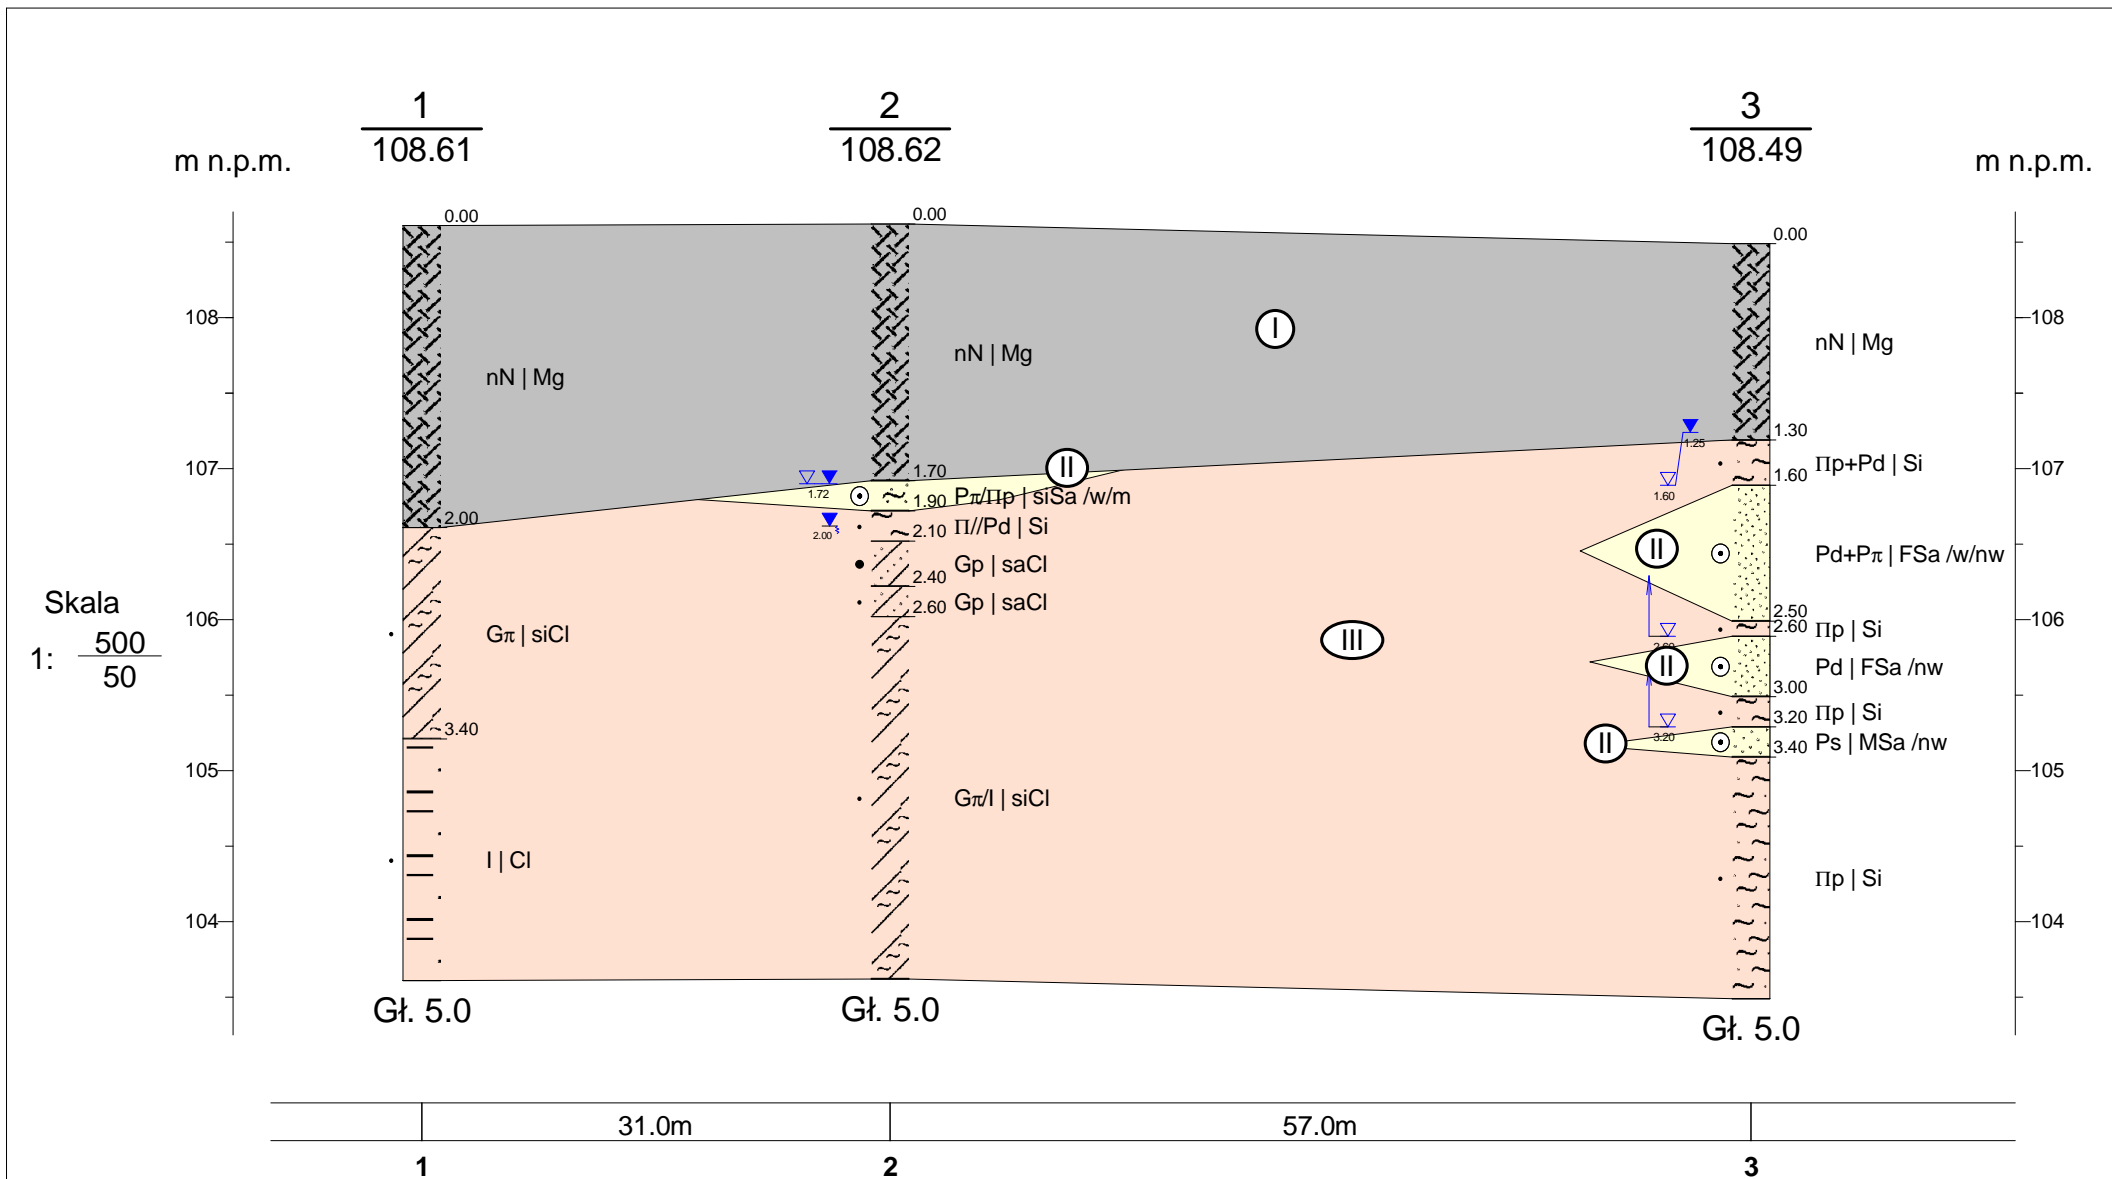 1 2 3
108.61 108.62 108.49
m n.p.m. m n.p.m.
0.00 0.00 0.00
108 108
nN | Mg nN | Mg I nN | Mg
1.25 1.30
107 1.70 II 107
Πp+Pd | Si
1.60 1.60
1.72 1.90 Pπ/Πp | siSa /w/m
2.00 2.00 2.10 Π//Pd | Si
II Pd+Pπ | FSa /w/nw
2.40 Gp | saCl
2.60 Gp | saCl
Skala
1: 500
50
106 106
2.50
2.60 Πp | Si
Gπ | siCl III 2.60
II Pd | FSa /nw
3.00
3.40 3.20 3.20 Πp | Si
II 3.40 Ps | MSa /nw
105 105
Gπ/I | siCl
I | Cl Πp | Si
104 104
Gł. 5.0 Gł. 5.0 Gł. 5.0
31.0m 57.0m
1 2 3